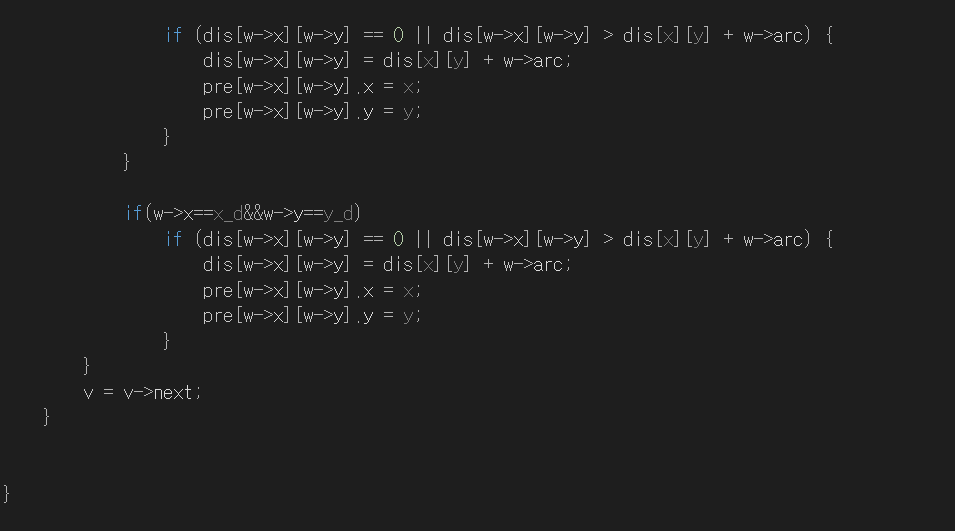 if (dis[w->x][w->y] == 0 || dis[w->x][w->y] > dis[x][y] + w->arc) {
dis[w->x][w->y] = dis[x][y] + w->arc;
pre[w->x][w->y].x = x;
pre[w->x][w->y].y = y;
}
}
if(w->x==x_d&&w->y==y_d)
if (dis[w->x][w->y] == 0 || dis[w->x][w->y] > dis[x][y] + w->arc) {
dis[w->x][w->y] = dis[x][y] + w->arc;
pre[w->x][w->y].x = x;
pre[w->x][w->y].y = y;
}
}
v = v->next;
}
}